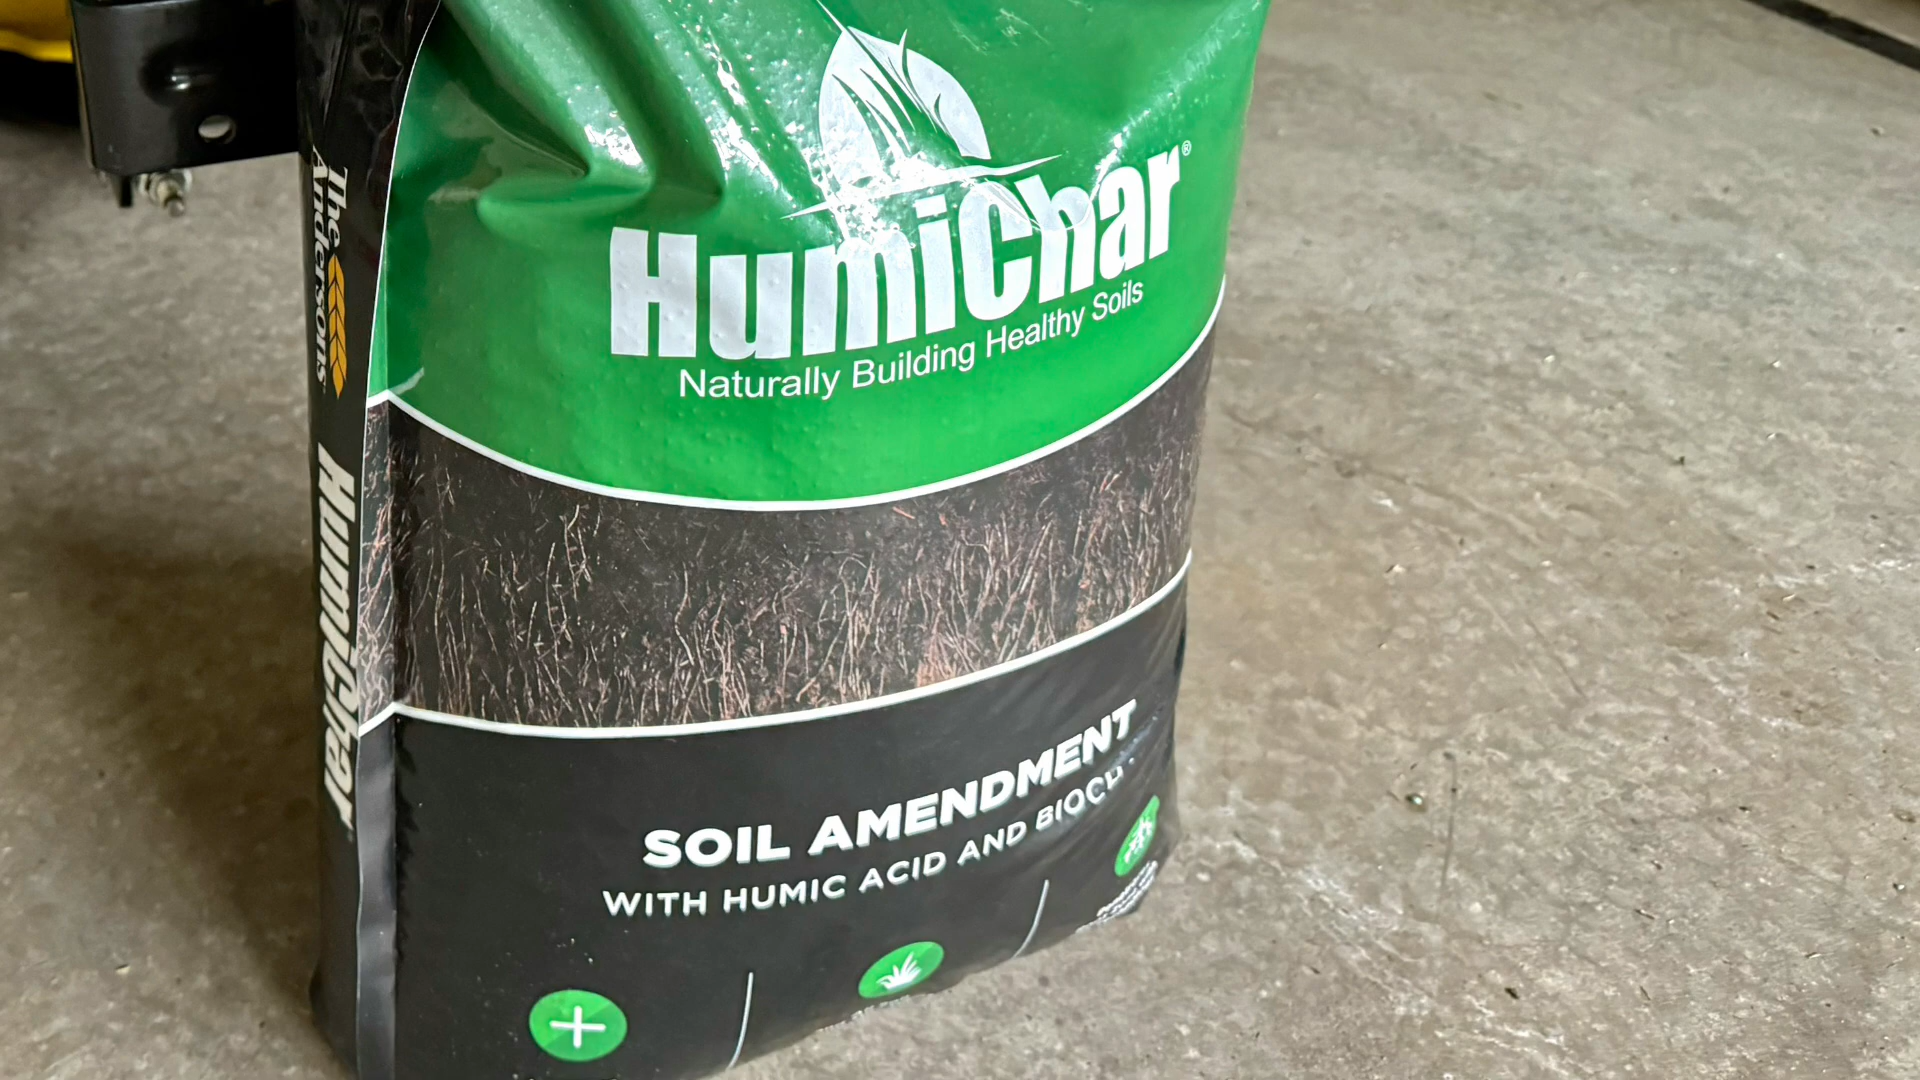 The
Andersons
HumiChar
HumiChar®
Naturally Building Healthy Soils
SOIL AMENDMENT
WITH HUMIC ACID AND